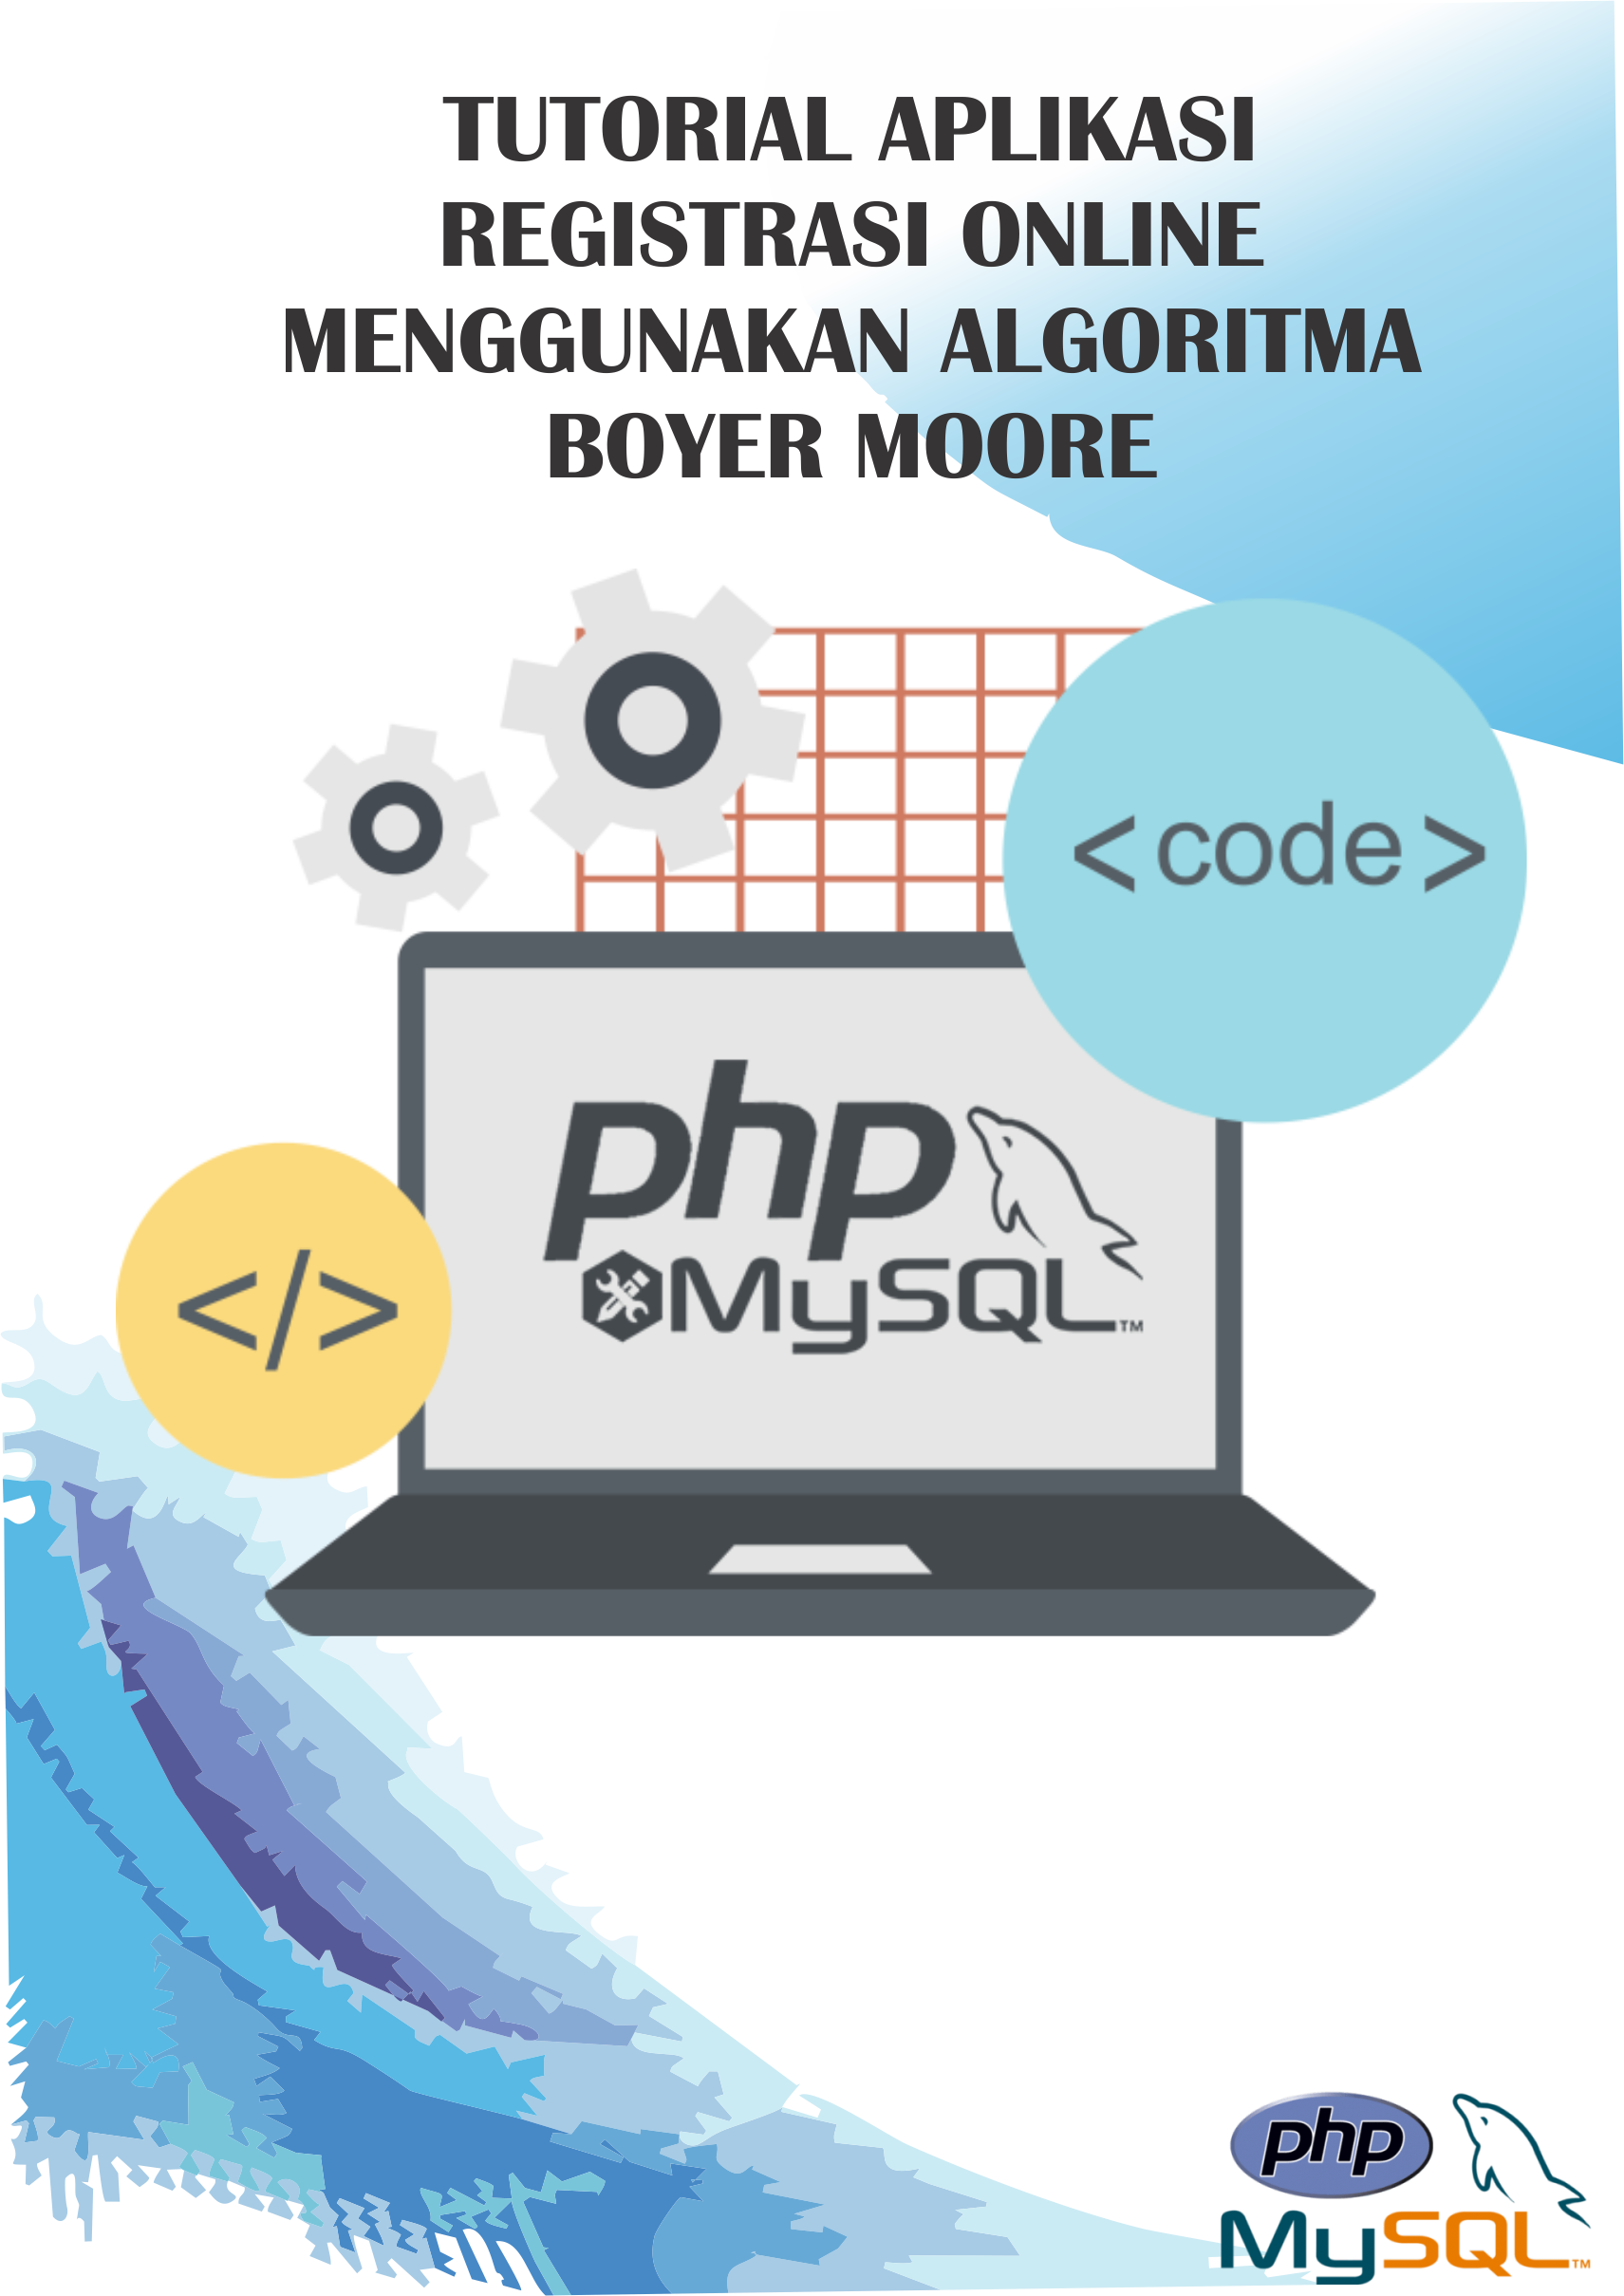 TUTORIAL APLIKASI
REGISTRASI ONLINE
MENGGUNAKAN ALGORITMA
BOYER MOORE
<code>
php
MySQL™
</>
php
MySQL™